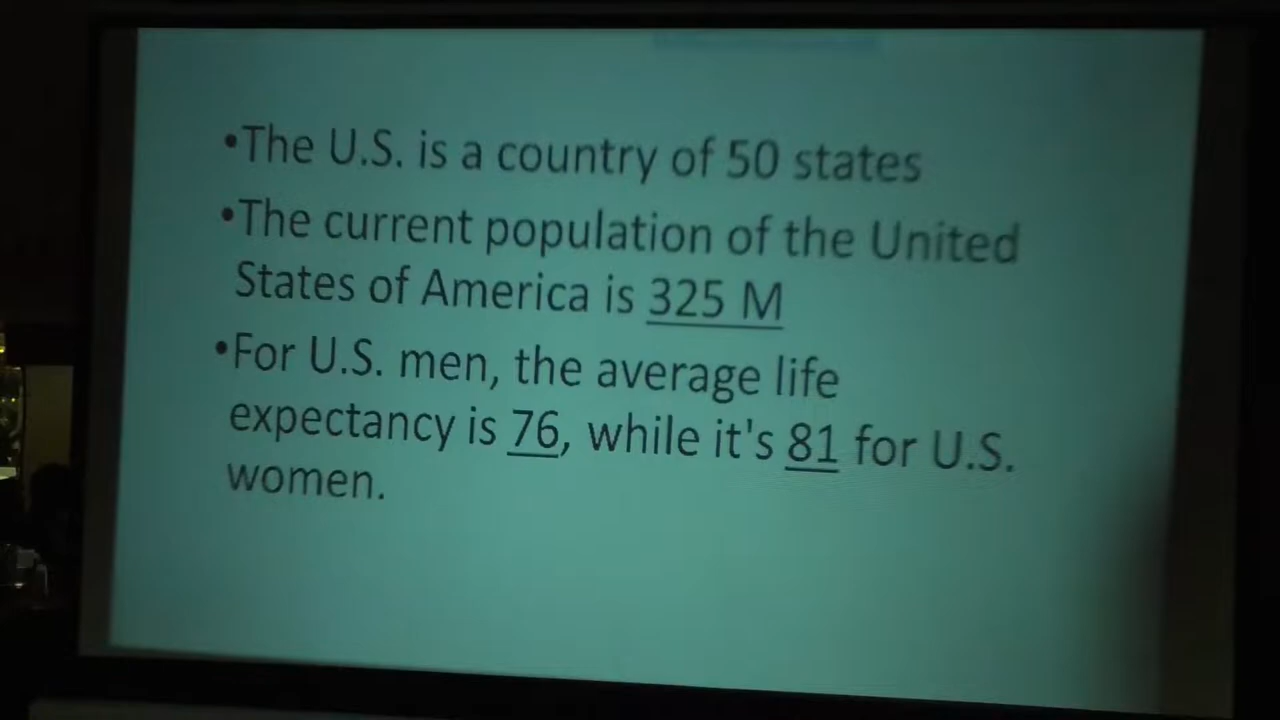 •The U.S. is a country of 50 states
•The current population of the United
States of America is 325 M
•For U.S. men, the average life
expectancy is 76, while it's 81 for U.S.
women.